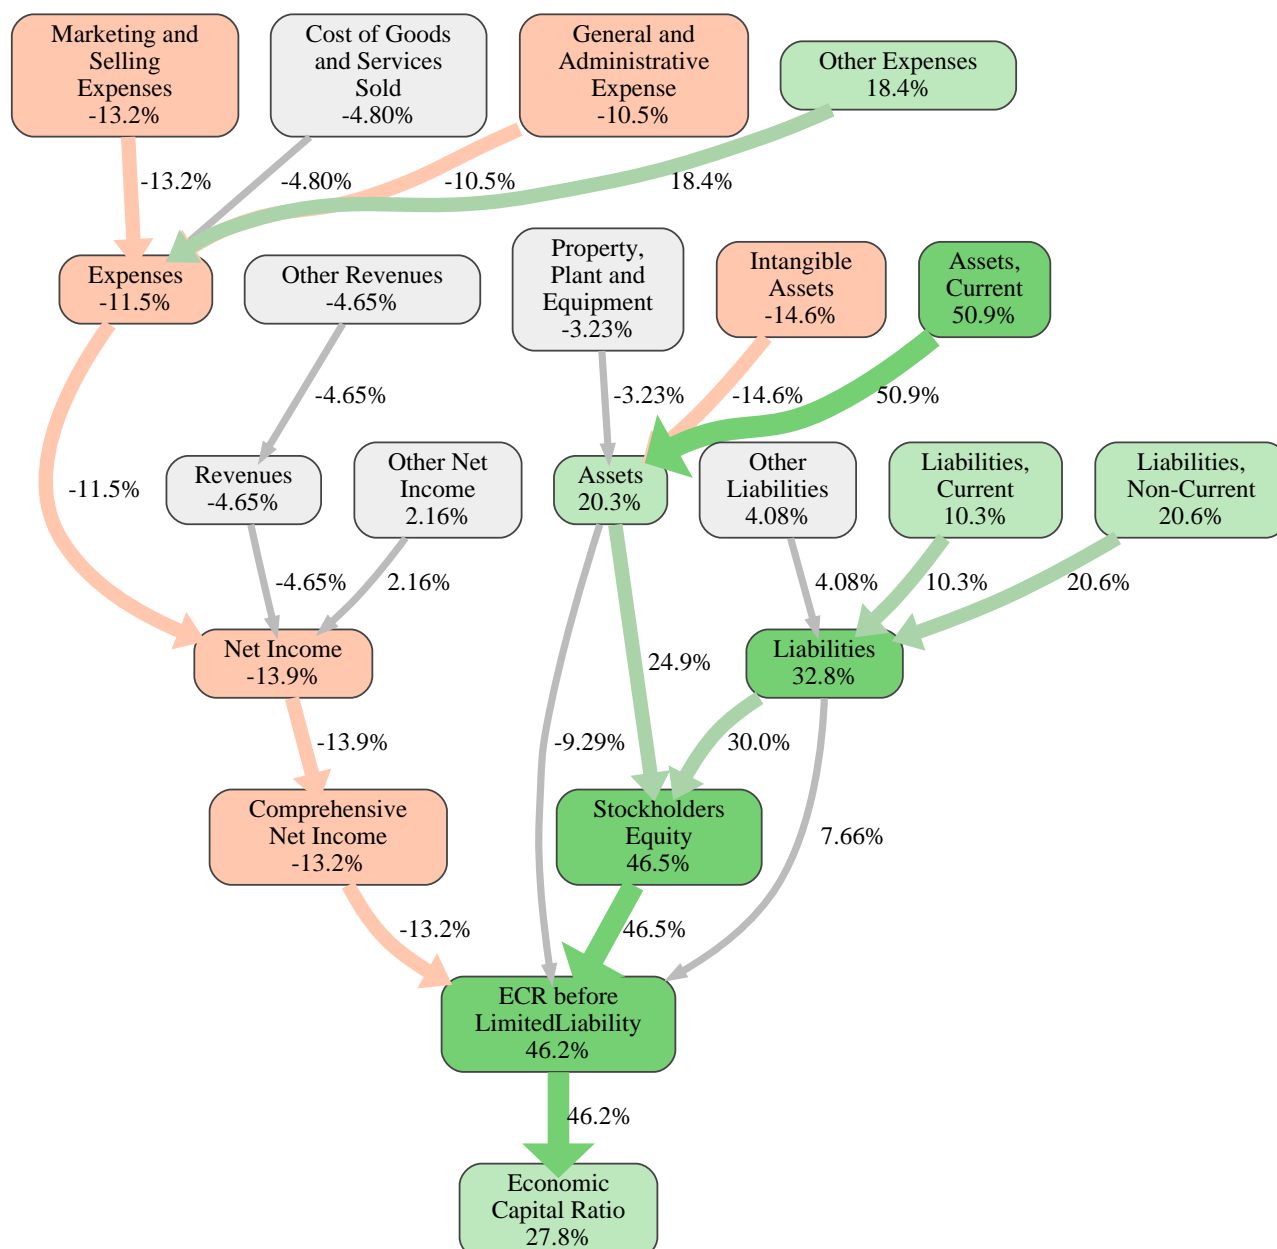 Marketing and
Selling
Expenses
-13.2%
Cost of Goods
and Services
Sold
-4.80%
General and
Administrative
Expense
-10.5%
Other Expenses
18.4%
-13.2%
-4.80%
-10.5%
18.4%
Expenses
-11.5%
Other Revenues
-4.65%
Property,
Plant and
Equipment
-3.23%
Intangible
Assets
-14.6%
Assets,
Current
50.9%
-4.65%
-3.23%
-14.6%
50.9%
-11.5%
Revenues
-4.65%
Other Net
Income
2.16%
Assets
20.3%
Other
Liabilities
4.08%
Liabilities,
Current
10.3%
Liabilities,
Non-Current
20.6%
-4.65%
2.16%
4.08%
10.3%
20.6%
Net Income
-13.9%
24.9%
Liabilities
32.8%
-13.9%
-9.29%
30.0%
Comprehensive
Net Income
-13.2%
Stockholders
Equity
46.5%
7.66%
-13.2%
46.5%
ECR before
LimitedLiability
46.2%
46.2%
Economic
Capital Ratio
27.8%